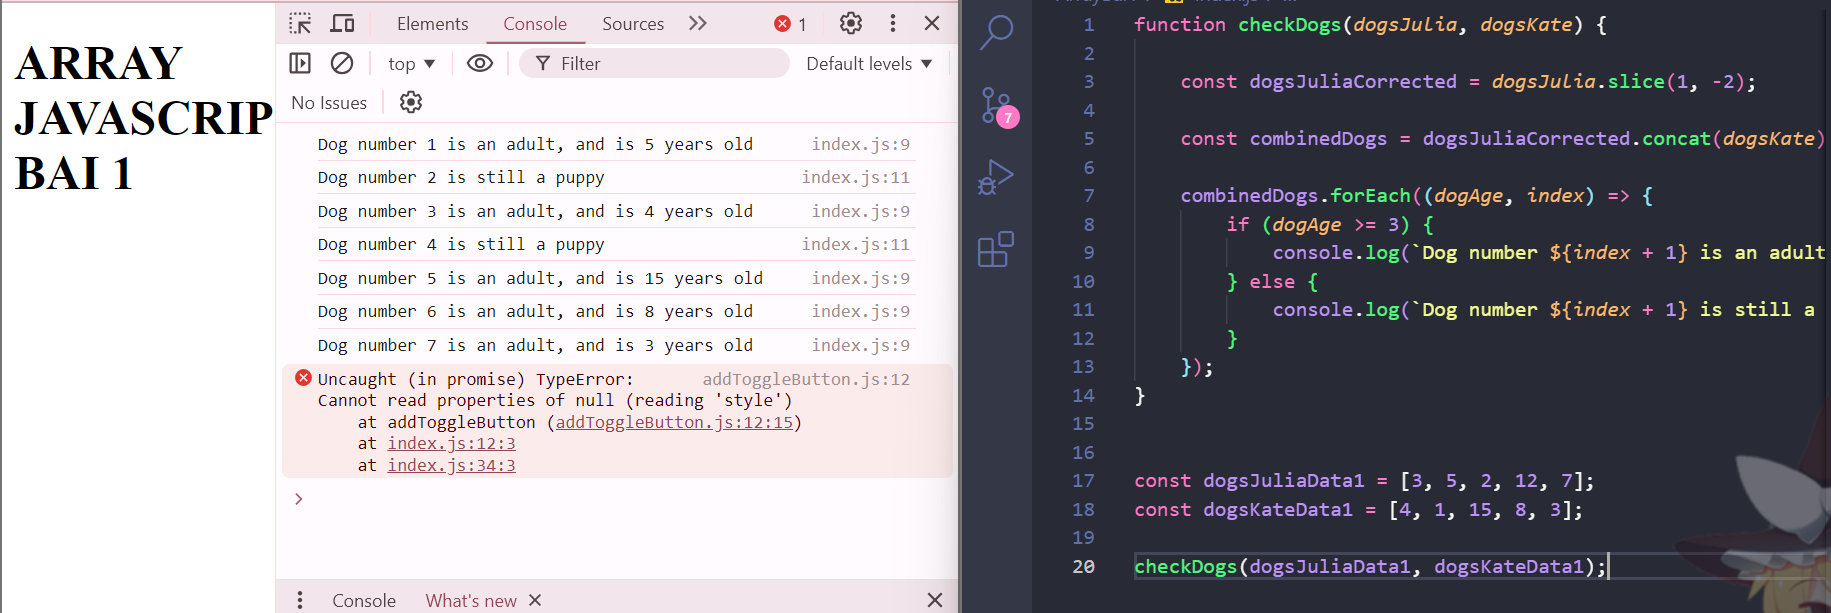 ARRAY
JAVASCRIP
BAI 1
Elements Console Sources 1
top Filter Default levels
No Issues
Dog number 1 is an adult, and is 5 years old index.js:9
Dog number 2 is still a puppy index.js:11
Dog number 3 is an adult, and is 4 years old index.js:9
Dog number 4 is still a puppy index.js:11
Dog number 5 is an adult, and is 15 years old index.js:9
Dog number 6 is an adult, and is 8 years old index.js:9
Dog number 7 is an adult, and is 3 years old index.js:9
Uncaught (in promise) TypeError: addToggleButton.js:12
Cannot read properties of null (reading 'style')
at addToggleButton (addToggleButton.js:12:15)
at index.js:12:3
at index.js:34:3
Console What's new
7
1 function checkDogs(dogsJulia, dogsKate) {
2
3 const dogsJuliaCorrected = dogsJulia.slice(1, -2);
4
5 const combinedDogs = dogsJuliaCorrected.concat(dogsKate)
6
7 combinedDogs.forEach((dogAge, index) => {
8 if (dogAge >= 3) {
9 console.log(`Dog number ${index + 1} is an adult
10 } else {
11 console.log(`Dog number ${index + 1} is still a
12 }
13 });
14 }
15
16
17 const dogsJuliaData1 = [3, 5, 2, 12, 7];
18 const dogsKateData1 = [4, 1, 15, 8, 3];
19
20 checkDogs(dogsJuliaData1, dogsKateData1);